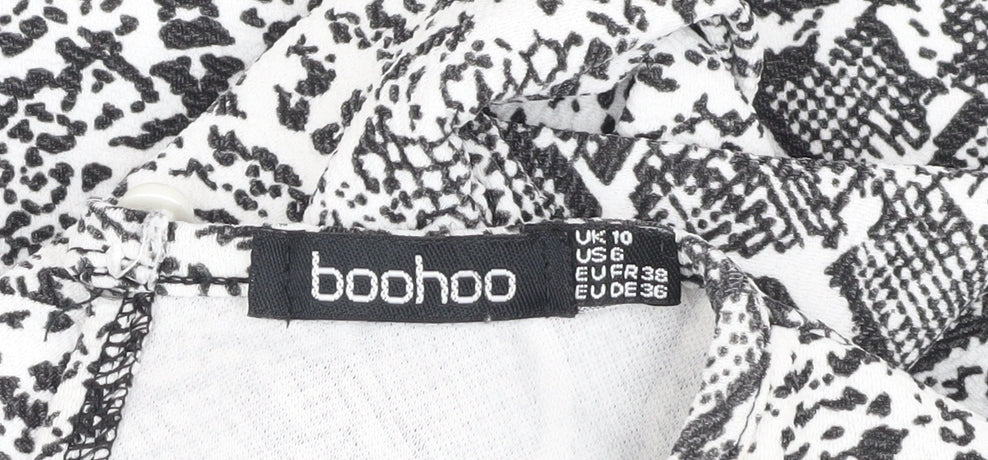 boohoo
UK 10
US 6
EU FR 38
EU DE 36